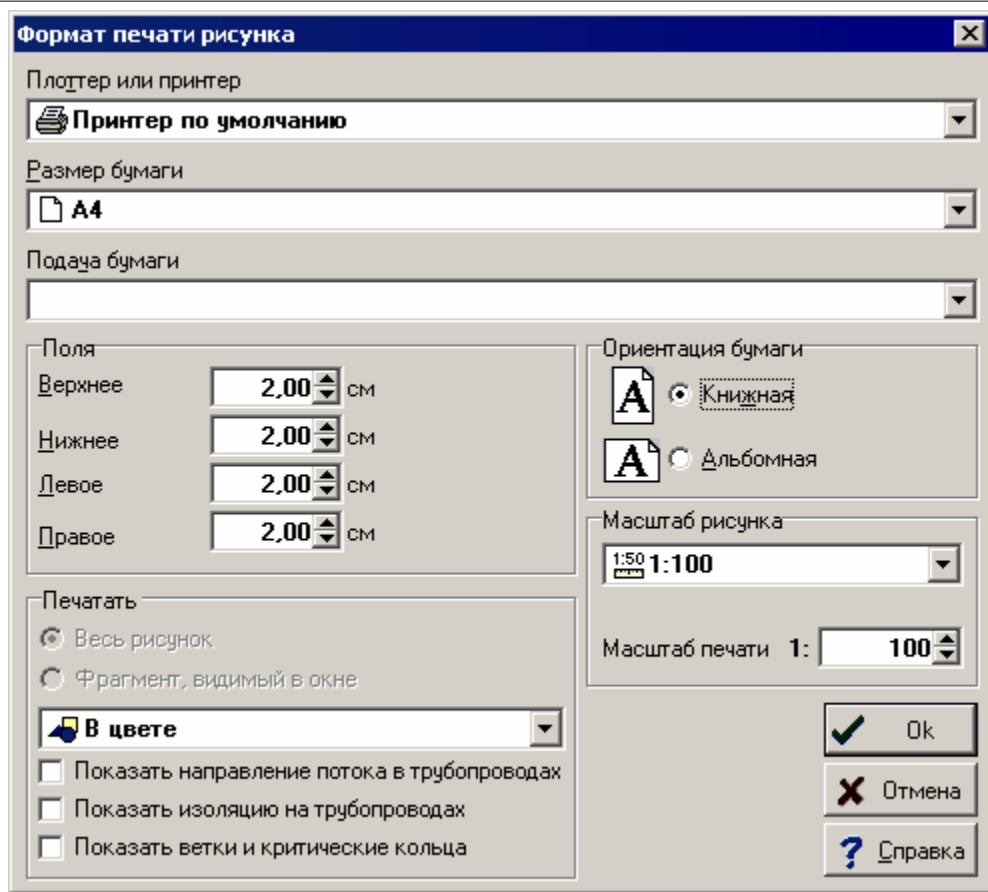 Формат печати рисунка
Плоттер или принтер
Принтер по умолчанию
Размер бумаги
A4
Подача бумаги
Поля
Верхнее 2,00 см
Нижнее 2,00 см
Левое 2,00 см
Правое 2,00 см
Ориентация бумаги
A Книжная
A Альбомная
Масштаб рисунка
1:50 1:100
Масштаб печати 1: 100
Печатать
Весь рисунок
Фрагмент, видимый в окне
В цвете
Показать направление потока в трубопроводах
Показать изоляцию на трубопроводах
Показать ветки и критические кольца
Ok
Отмена
? Справка